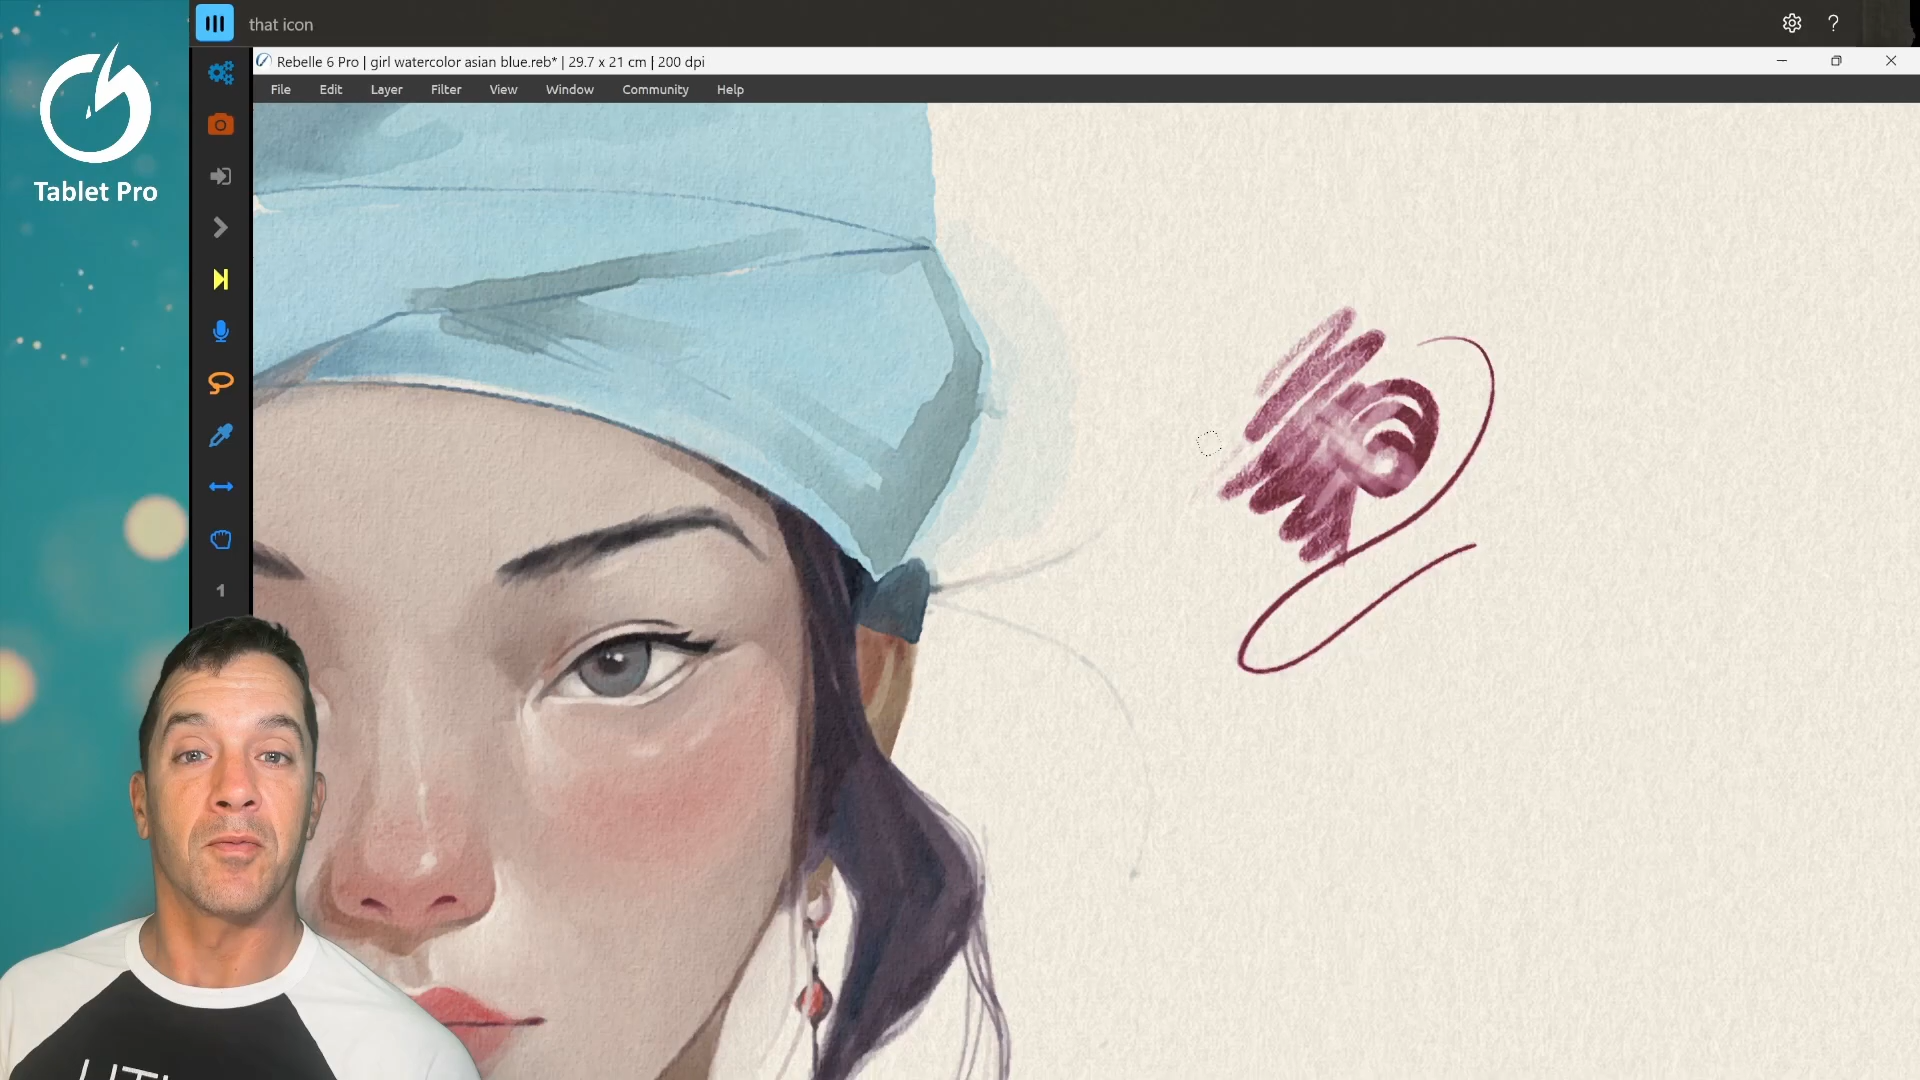 that icon
Tablet Pro
Rebelle 6 Pro | girl watercolor asian blue.reb* | 29.7 x 21 cm | 200 dpi
File Edit Layer Filter View Window Community Help
1